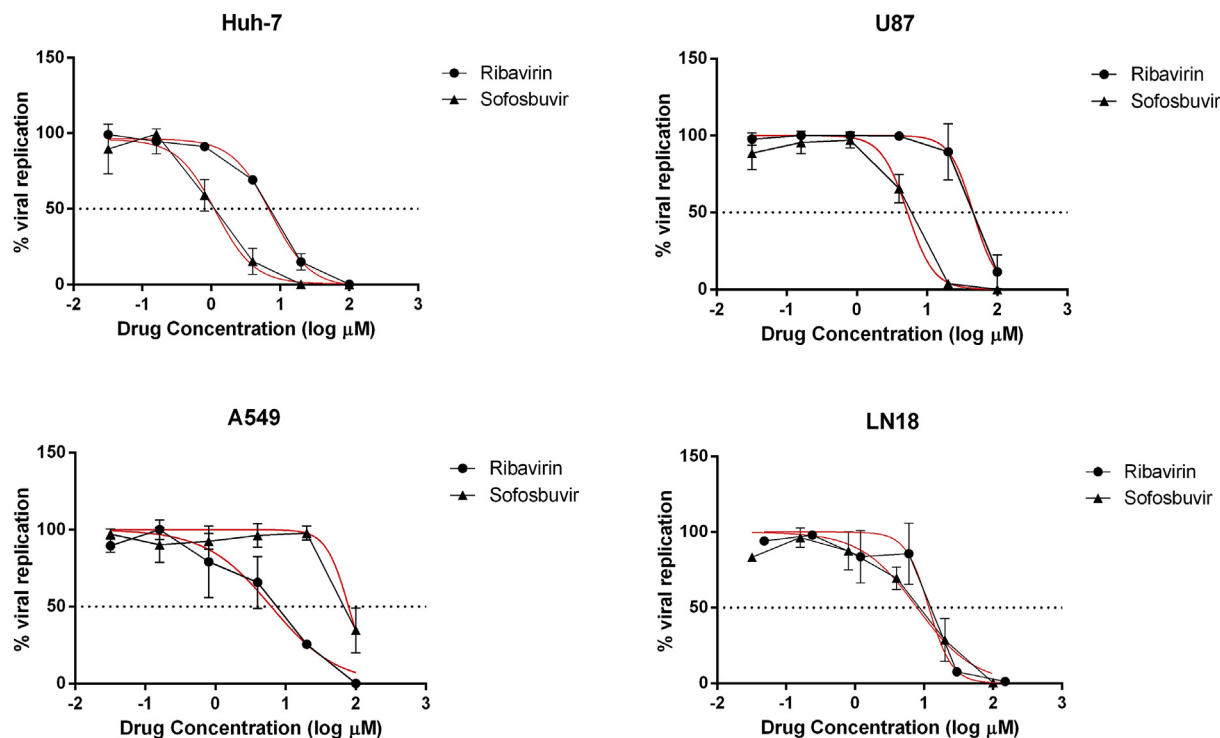 Huh-7
150
100
50
0
% viral replication
-2 -1 0 1 2 3
Drug Concentration (log μM)
Ribavirin
Sofosbuvir
U87
150
100
50
0
% viral replication
-2 -1 0 1 2 3
Drug Concentration (log μM)
Ribavirin
Sofosbuvir
A549
150
100
50
0
% viral replication
-2 -1 0 1 2 3
Drug Concentration (log μM)
Ribavirin
Sofosbuvir
LN18
150
100
50
0
% viral replication
-2 -1 0 1 2 3
Drug Concentration (log μM)
Ribavirin
Sofosbuvir